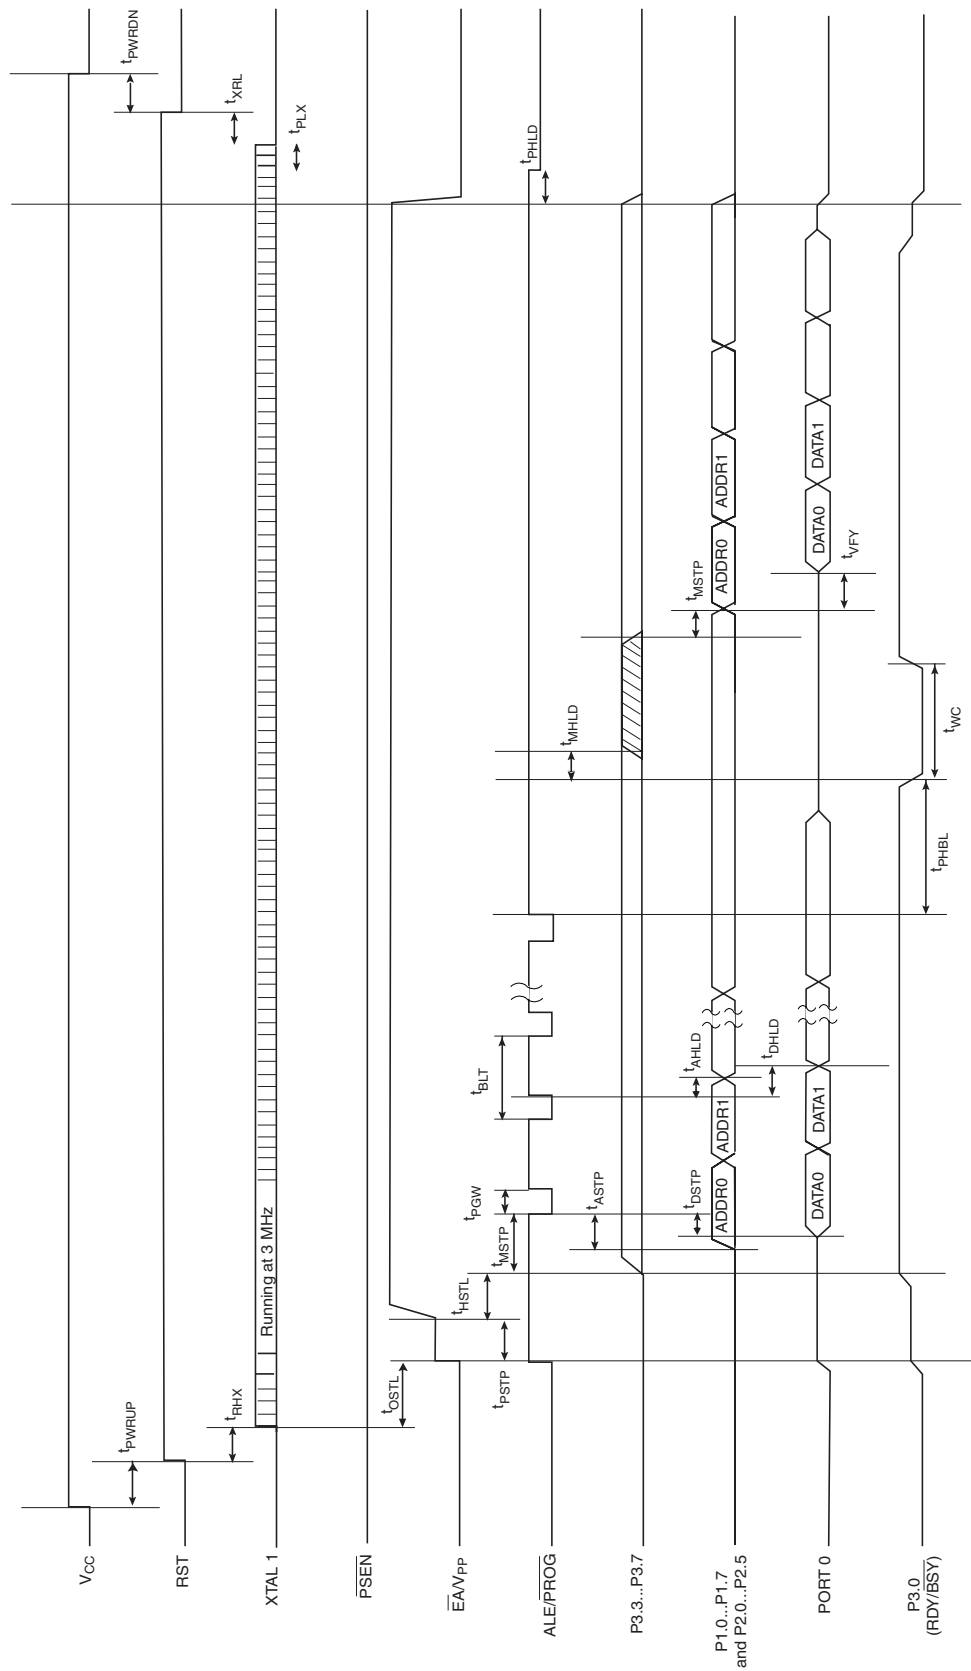 V_CC
RST
XTAL 1
PSEN
EA/V_PP
ALE/PROG
P3.3...P3.7
P1.0...P1.7
and P2.0...P2.5
PORT 0
P3.0
(RDY/BSY)
t_PWRUP
t_RHX
Running at 3 MHz
t_OSTL
t_PSTP
t_HSTL
t_MSTP
t_PGW
t_BLT
t_ASTP
t_DSTP
t_AHLD
t_DHLD
ADDR0
ADDR1
DATA0
DATA1
t_PHBL
t_WC
t_MHLD
t_MSTP
t_VFY
ADDR0
ADDR1
DATA0
DATA1
t_PHLD
t_PLX
t_XRL
t_PWRDN